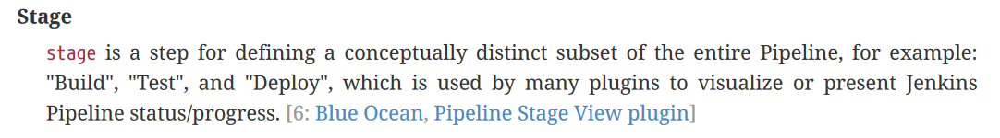 Stage
stage is a step for defining a conceptually distinct subset of the entire Pipeline, for example:
"Build", "Test", and "Deploy", which is used by many plugins to visualize or present Jenkins
Pipeline status/progress. [6: Blue Ocean, Pipeline Stage View plugin]